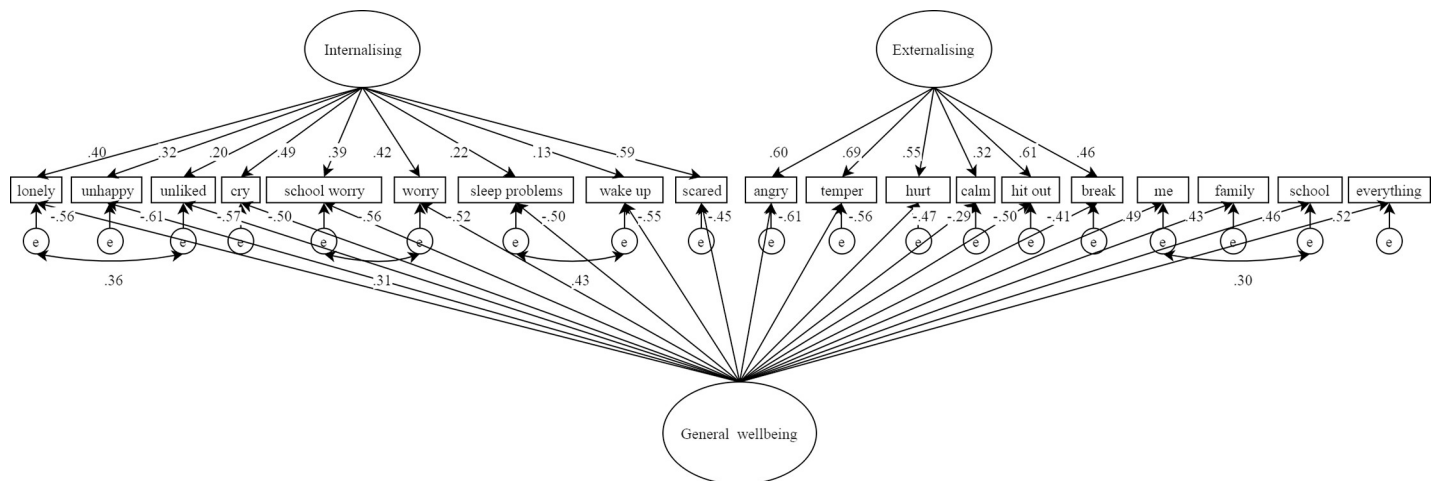 Internalising Externalising
.40 .32 .20 .49 .39 .42 .22 .13 .59 .60 .69 .55 .32 .61 .46
lonely unhappy unliked cry school worry worry sleep problems wake up scared angry temper hurt calm hit out break me family school everything
-.56 -.61 -.57 -.50 -.56 -.52 -.50 -.55 -.45 -.61 -.56 -.47 -.29 -.50 -.41 .49 .43 .46 .52
e e e e e e e e e e e e e e e e e e e
.36 .31 .43 .30
General wellbeing